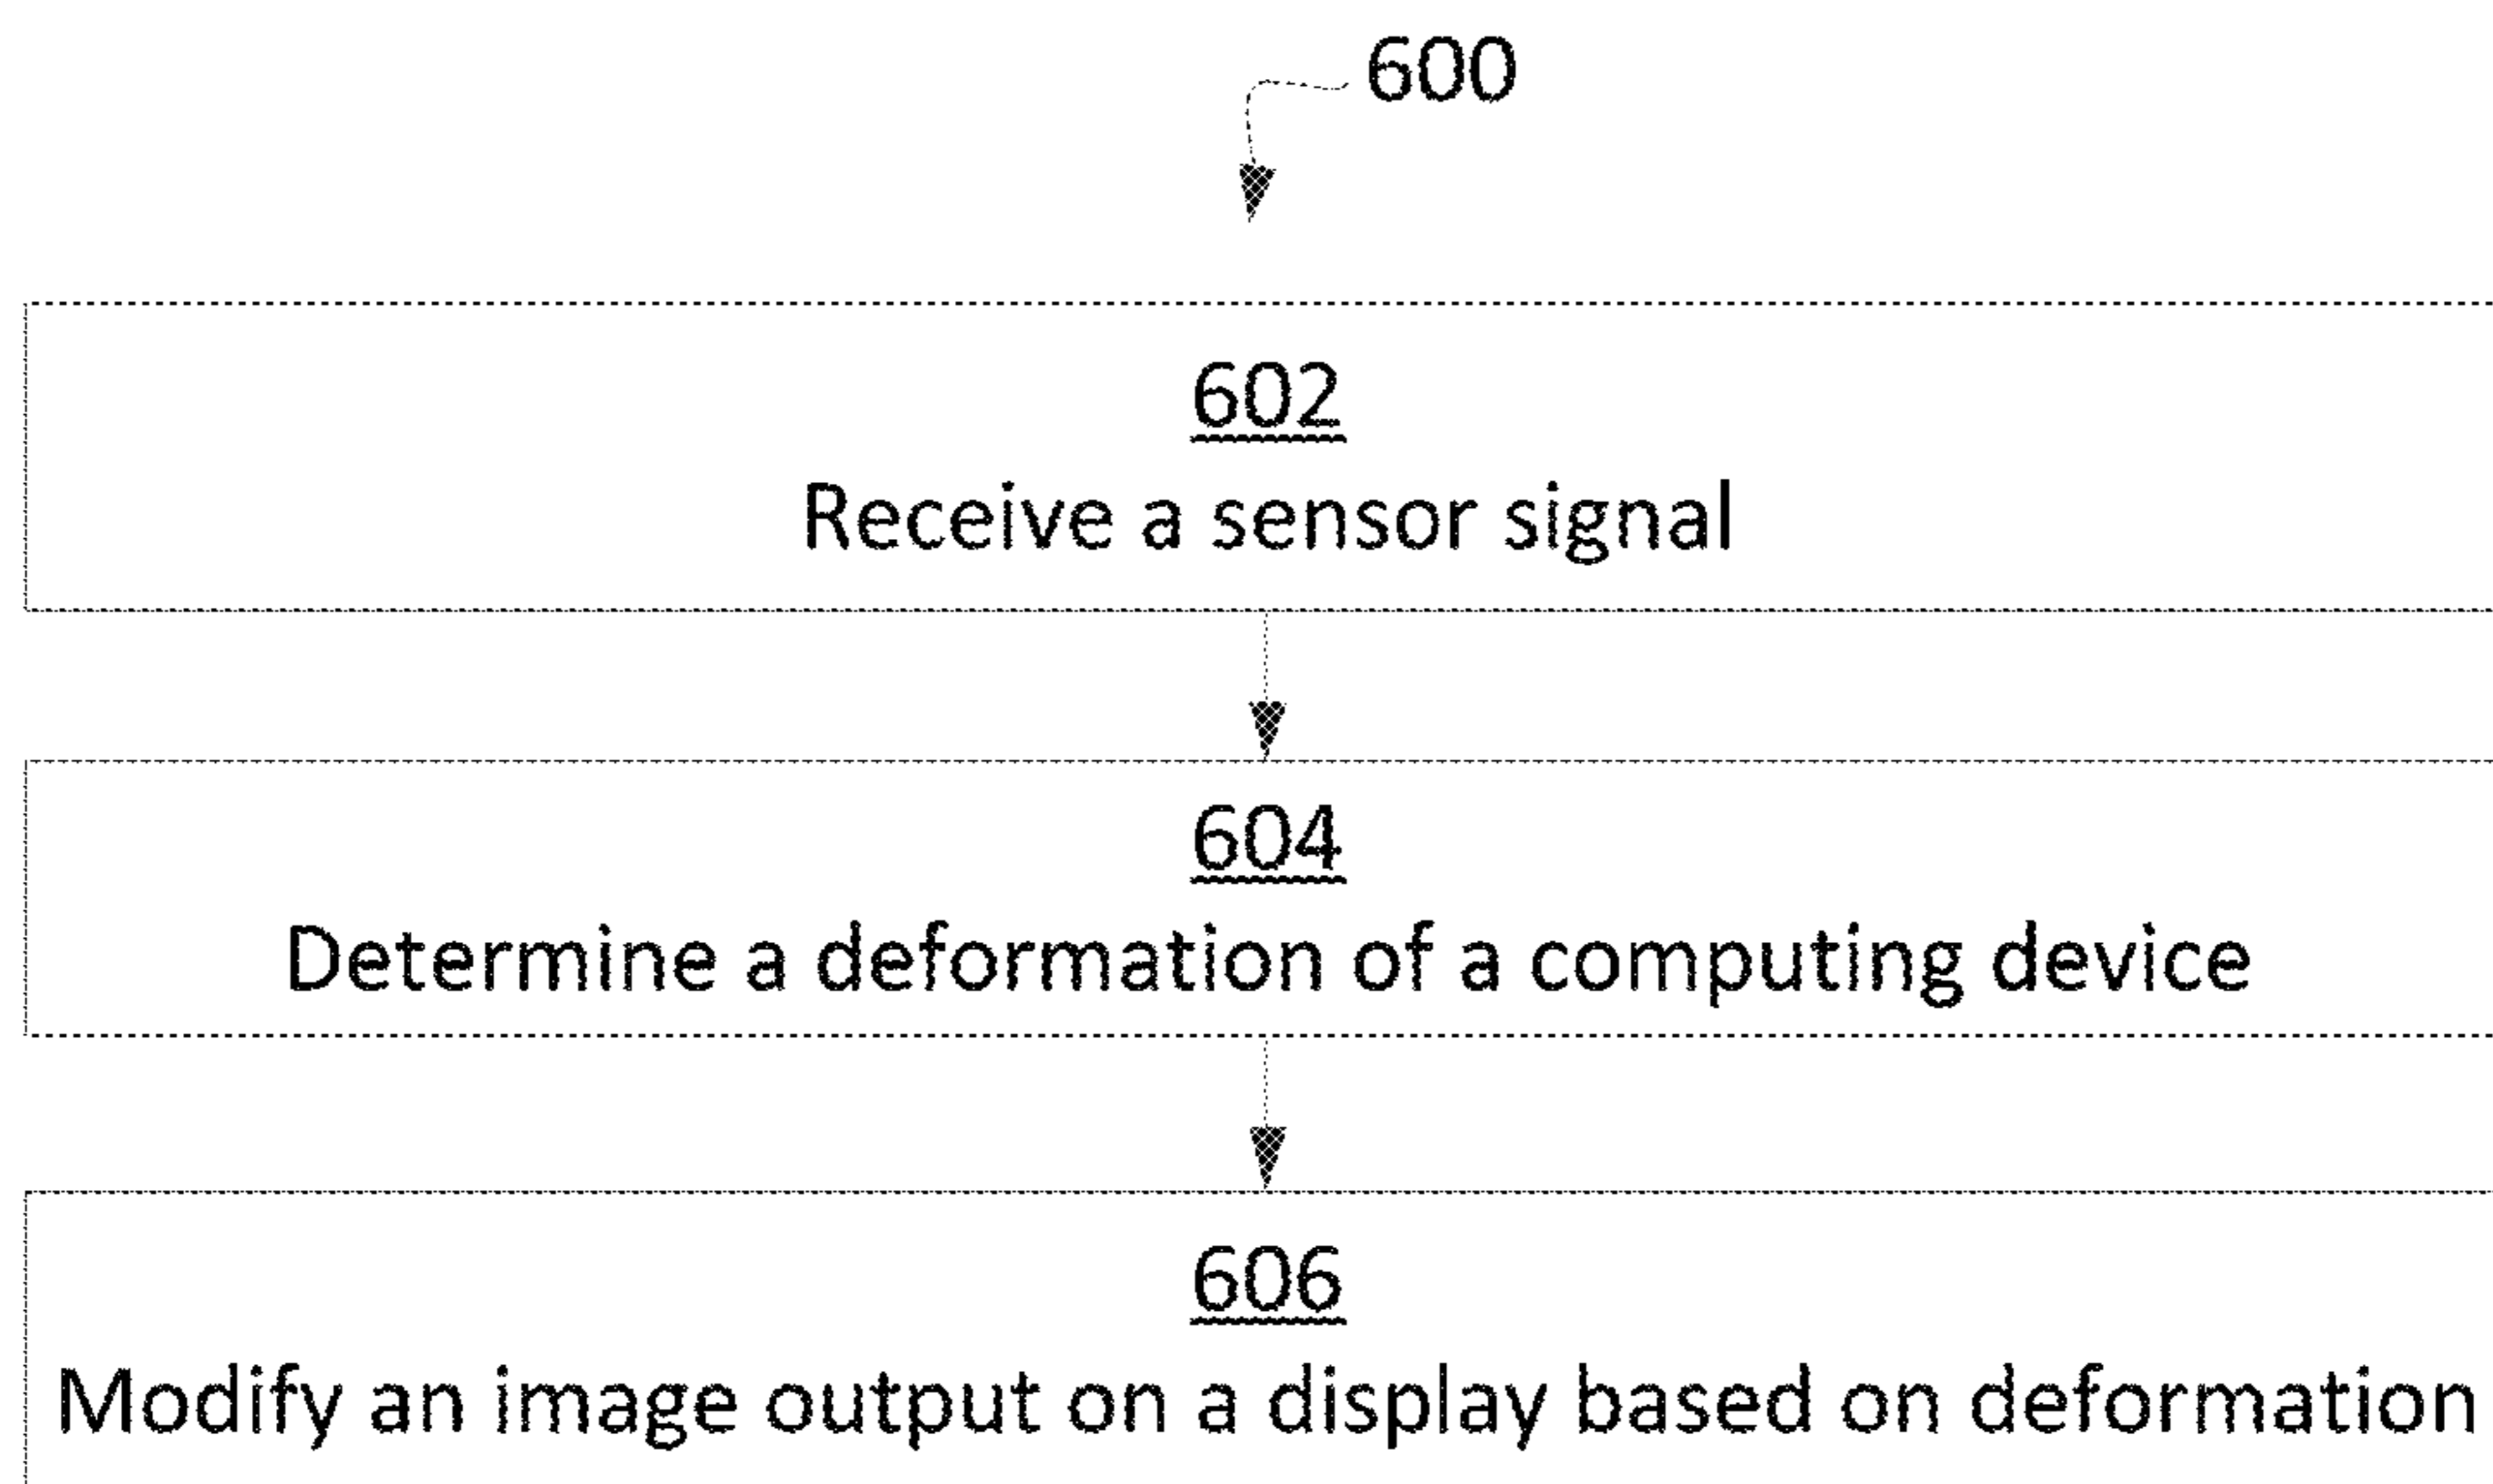 600
602
Receive a sensor signal
604
Determine a deformation of a computing device
606
Modify an image output on a display based on deformation